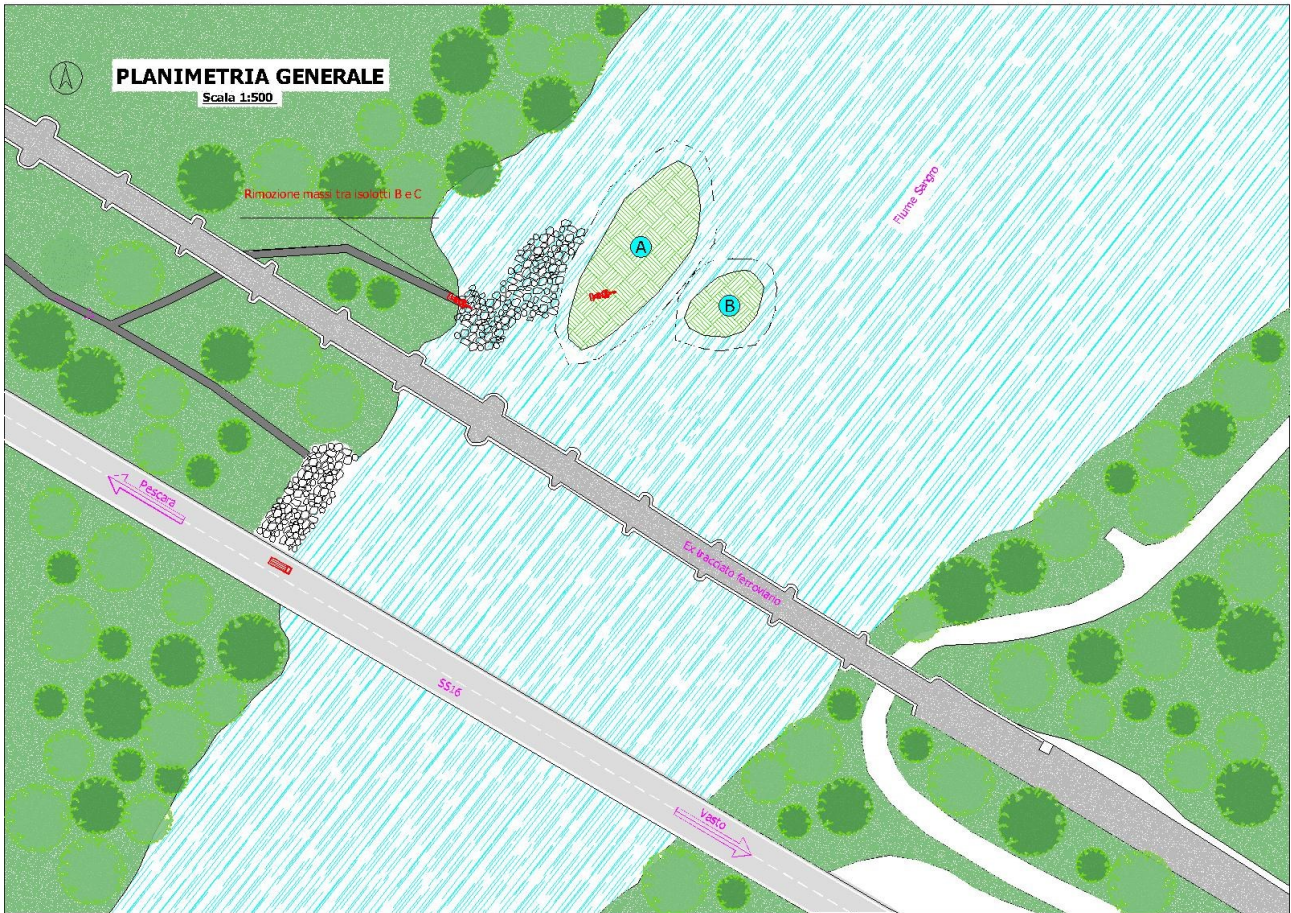 PLANIMETRIA GENERALE
Scala 1:500
Rimozione massi tra isolotti B e C
Fiume Sangro
A
B
Pescara
Ex tracciato ferroviario
SS16
Vasto